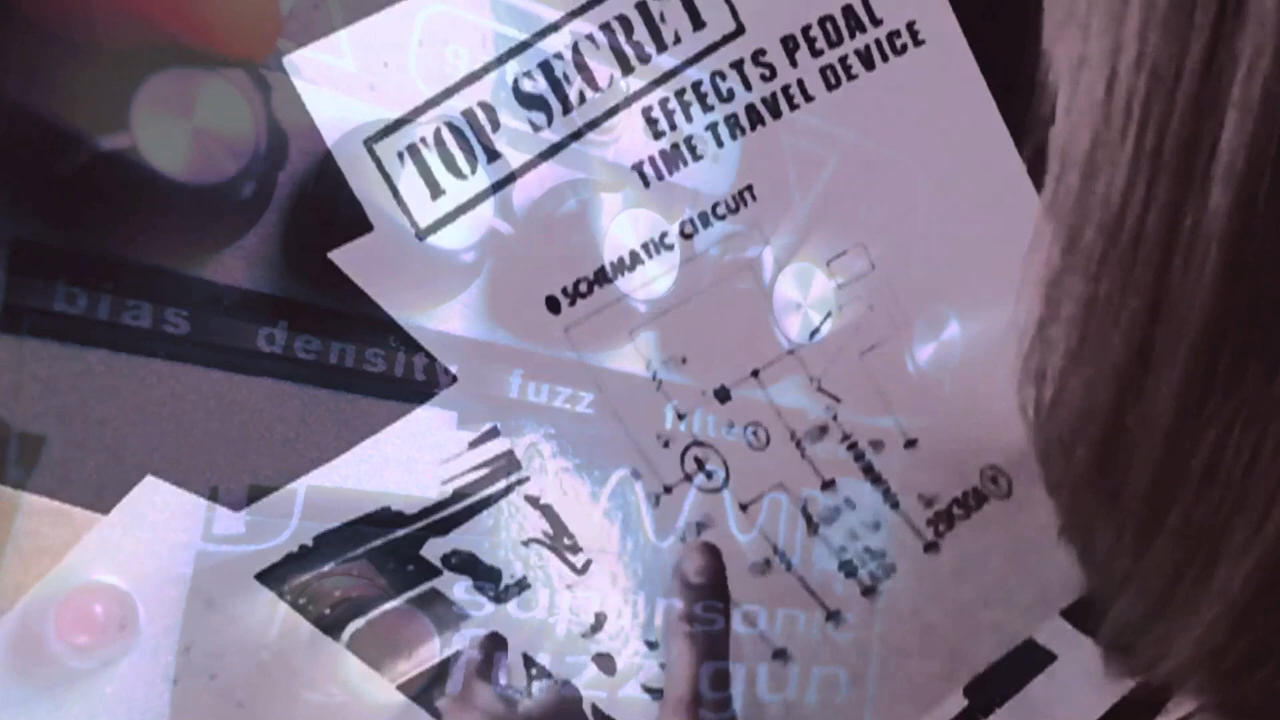 TOP SECRET
EFFECTS PEDAL
TIME TRAVEL DEVICE
SCHEMATIC CIRCUIT
bias density
fuzz filter
supersonic
fuzz gun